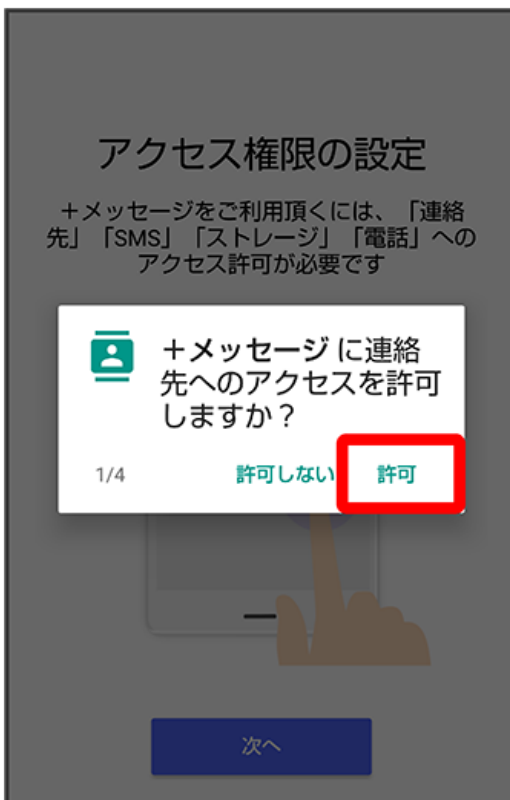 アクセス権限の設定
＋メッセージをご利用頂くには、「連絡
先」「SMS」「ストレージ」「電話」への
アクセス許可が必要です
＋メッセージ に連絡
先へのアクセスを許可
しますか？
1/4
許可しない
許可
次へ